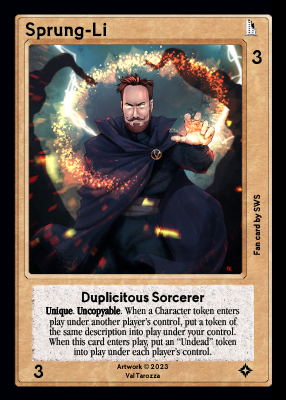 Sprung-Li
3
Fan card by SWS
Duplicitous Sorcerer
Unique. Uncopyable. When a Character token enters
play under another player's control, put a token of
the same description into play under your control.
When this card enters play, put an "Undead" token
into play under each player's control.
3
Artwork © 2023
Val Tarozza